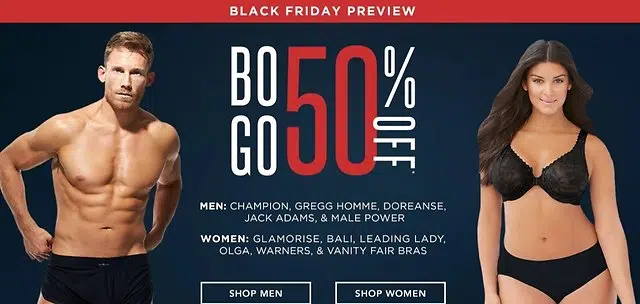 BLACK FRIDAY PREVIEW
BO
GO
50%
OFF*
MEN: CHAMPION, GREGG HOMME, DOREANSE,
JACK ADAMS, & MALE POWER
WOMEN: GLAMORISE, BALI, LEADING LADY,
OLGA, WARNERS, & VANITY FAIR BRAS
SHOP MEN
SHOP WOMEN